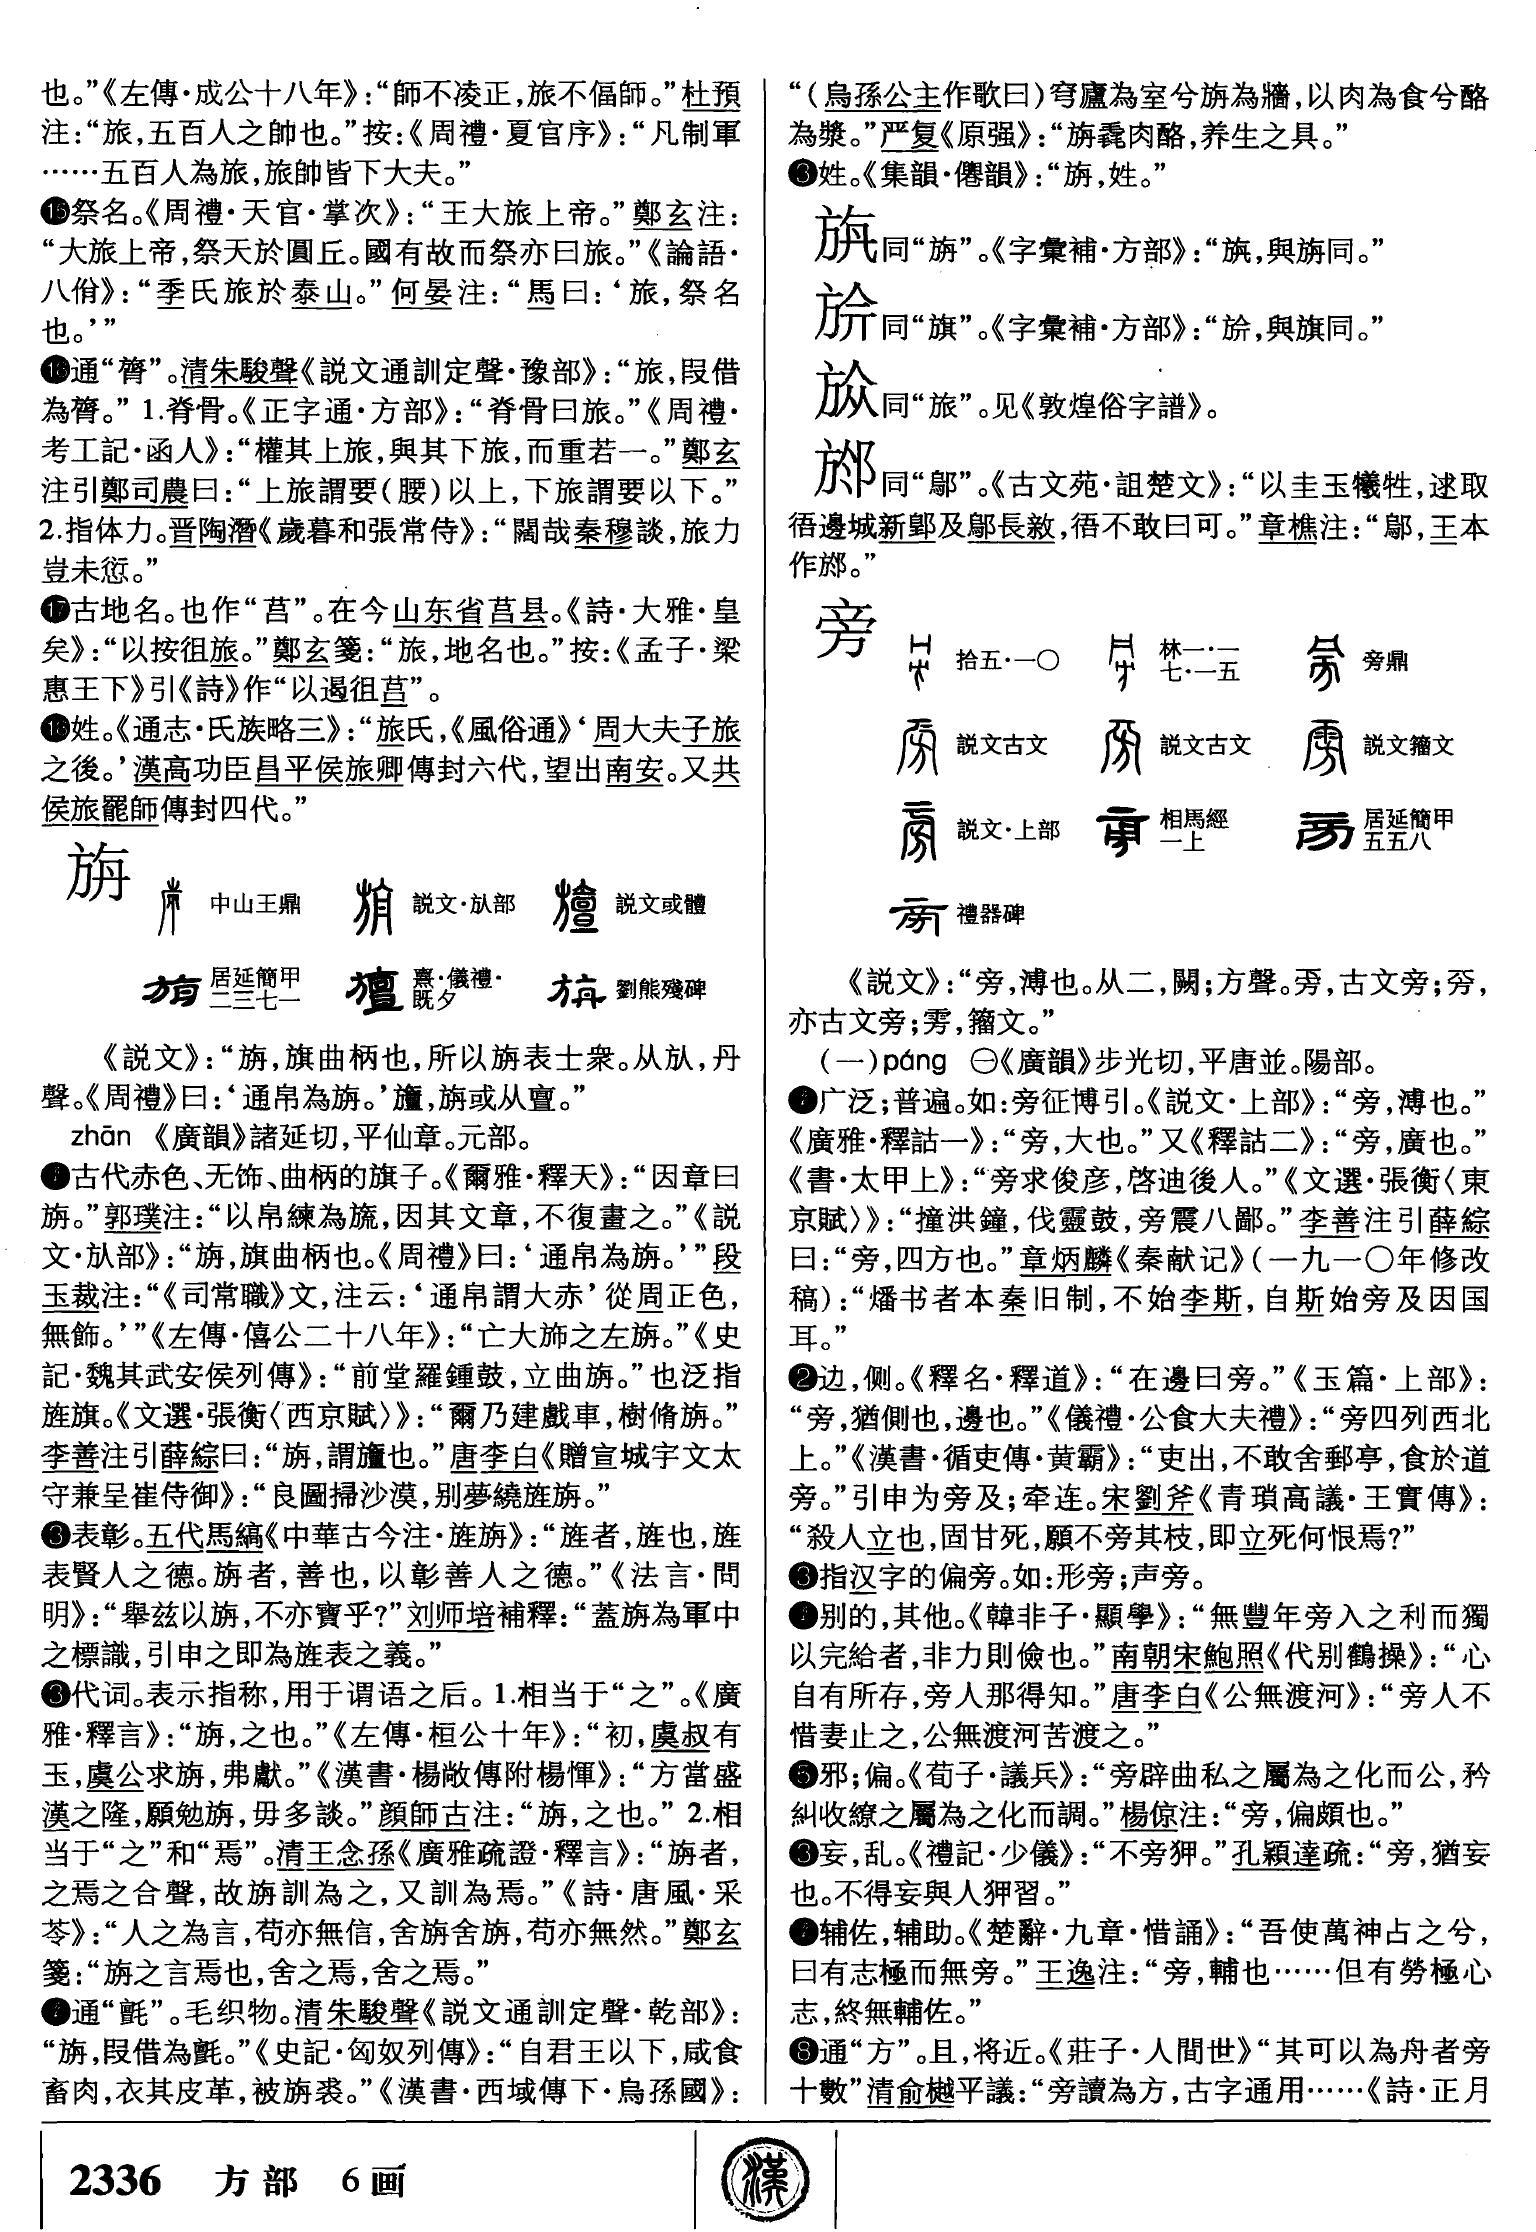 也。”《左傳·成公十八年》：“師不凌正，旅不偪師。”杜預
注：“旅，五百人之帥也。”按：《周禮·夏官序》：“凡制軍
……五百人為旅，旅帥皆下大夫。”
⓯祭名。《周禮·天官·掌次》：“王大旅上帝。”鄭玄注：
“大旅上帝，祭天於圓丘。國有故而祭亦曰旅。”《論語·
八佾》：“季氏旅於泰山。”何晏注：“馬曰：‘旅，祭名
也。’”
⓰通“膂”。清朱駿聲《説文通訓定聲·豫部》：“旅，叚借
為膂。” 1.脊骨。《正字通·方部》：“脊骨曰旅。”《周禮·
考工記·函人》：“權其上旅，與其下旅，而重若一。”鄭玄
注引鄭司農曰：“上旅謂要（腰）以上，下旅謂要以下。”
2.指体力。晋陶潛《歲暮和張常侍》：“闊哉秦穆談，旅力
豈未愆。”
⓱古地名。也作“莒”。在今山东省莒县。《詩·大雅·皇
矣》：“以按徂旅。”鄭玄箋：“旅，地名也。”按：《孟子·梁
惠王下》引《詩》作“以遏徂莒”。
⓲姓。《通志·氏族略三》：“旅氏，《風俗通》‘周大夫子旅
之後。’漢高功臣昌平侯旅卿傳封六代，望出南安。又共
侯旅罷師傳封四代。”
旃
中山王鼎 説文·㫃部 説文或體
居延簡甲二三七一 熹·儀禮·既夕 劉熊殘碑
《説文》：“旃，旗曲柄也，所以旃表士衆。从㫃，丹
聲。《周禮》曰：‘通帛為旃。’旜，旃或从亶。”
zhān 《廣韻》諸延切，平仙章。元部。
❶古代赤色、无饰、曲柄的旗子。《爾雅·釋天》：“因章曰
旃。”郭璞注：“以帛練為旒，因其文章，不復畫之。”《説
文·㫃部》：“旃，旗曲柄也。《周禮》曰：‘通帛為旃。’”段
玉裁注：“《司常職》文，注云：‘通帛謂大赤’從周正色，
無飾。’”《左傳·僖公二十八年》：“亡大斾之左旃。”《史
記·魏其武安侯列傳》：“前堂羅鍾鼓，立曲旃。”也泛指
旌旗。《文選·張衡〈西京賦〉》：“爾乃建戲車，樹脩旃。”
李善注引薛綜曰：“旃，謂旜也。”唐李白《贈宣城宇文太
守兼呈崔侍御》：“良圖掃沙漠，别夢繞旌旃。”
❷表彰。五代馬縞《中華古今注·旌旃》：“旌者，旌也，旌
表賢人之德。旃者，善也，以彰善人之德。”《法言·問
明》：“舉兹以旃，不亦寶乎？”刘师培補釋：“蓋旃為軍中
之標識，引申之即為旌表之義。”
❸代词。表示指称，用于谓语之后。 1.相当于“之”。《廣
雅·釋言》：“旃，之也。”《左傳·桓公十年》：“初，虞叔有
玉，虞公求旃，弗獻。”《漢書·楊敞傳附楊惲》：“方當盛
漢之隆，願勉旃，毋多談。”顔師古注：“旃，之也。” 2.相
当于“之”和“焉”。清王念孫《廣雅疏證·釋言》：“旃者，
之焉之合聲，故旃訓為之，又訓為焉。”《詩·唐風·采
苓》：“人之為言，苟亦無信，舍旃舍旃，苟亦無然。”鄭玄
箋：“旃之言焉也，舍之焉，舍之焉。”
❹通“氈”。毛织物。清朱駿聲《説文通訓定聲·乾部》：
“旃，叚借為氈。”《史記·匈奴列傳》：“自君王以下，咸食
畜肉，衣其皮革，被旃裘。”《漢書·西域傳下·烏孫國》：
“（烏孫公主作歌曰）穹廬為室兮旃為牆，以肉為食兮酪
為漿。”严复《原强》：“旃毳肉酪，养生之具。”
❺姓。《集韻·僊韻》：“旃，姓。”
同“旃”。《字彙補·方部》：“與旃同。”
同“旗”。《字彙補·方部》：“與旗同。”
同“旅”。见《敦煌俗字譜》。
同“鄔”。《古文苑·詛楚文》：“以圭玉犧牲，逑取
㣻邊城新郢及鄔長敹，㣻不敢曰可。”章樵注：“鄔，王本
作。”
旁
拾五·一〇 林一·一七·一五 旁鼎
説文古文 説文古文 説文籀文
説文·上部 相馬經一上 居延簡甲五五八
禮器碑
《説文》：“旁，溥也。从二，闕；方聲。㫄，古文旁；㝑，
亦古文旁；雱，籀文。”
（一）páng ㊀《廣韻》步光切，平唐並。陽部。
❶广泛；普遍。如：旁征博引。《説文·上部》：“旁，溥也。”
《廣雅·釋詁一》：“旁，大也。”又《釋詁二》：“旁，廣也。”
《書·太甲上》：“旁求俊彦，啓迪後人。”《文選·張衡〈東
京賦〉》：“撞洪鐘，伐靈鼓，旁震八鄙。”李善注引薛綜
曰：“旁，四方也。”章炳麟《秦献记》（一九一〇年修改
稿）：“燔书者本秦旧制，不始李斯，自斯始旁及因国
耳。”
❷边，侧。《釋名·釋道》：“在邊曰旁。”《玉篇·上部》：
“旁，猶側也，邊也。”《儀禮·公食大夫禮》：“旁四列西北
上。”《漢書·循吏傳·黄霸》：“吏出，不敢舍郵亭，食於道
旁。”引申为旁及；牵连。宋劉斧《青瑣高議·王實傳》：
“殺人立也，固甘死，願不旁其枝，即立死何恨焉？”
❸指汉字的偏旁。如：形旁；声旁。
❹别的，其他。《韓非子·顯學》：“無豐年旁入之利而獨
以完給者，非力則儉也。”南朝宋鮑照《代别鶴操》：“心
自有所存，旁人那得知。”唐李白《公無渡河》：“旁人不
惜妻止之，公無渡河苦渡之。”
❺邪；偏。《荀子·議兵》：“旁辟曲私之屬為之化而公，矜
糾收繚之屬為之化而調。”楊倞注：“旁，偏頗也。”
❻妄，乱。《禮記·少儀》：“不旁狎。”孔穎達疏：“旁，猶妄
也。不得妄與人狎習。”
❼辅佐，辅助。《楚辭·九章·惜誦》：“吾使萬神占之兮，
曰有志極而無旁。”王逸注：“旁，輔也……但有勞極心
志，終無輔佐。”
❽通“方”。且，将近。《莊子·人間世》“其可以為舟者旁
十數”清俞樾平議：“旁讀為方，古字通用……《詩·正月
2336 方部 6画
漢